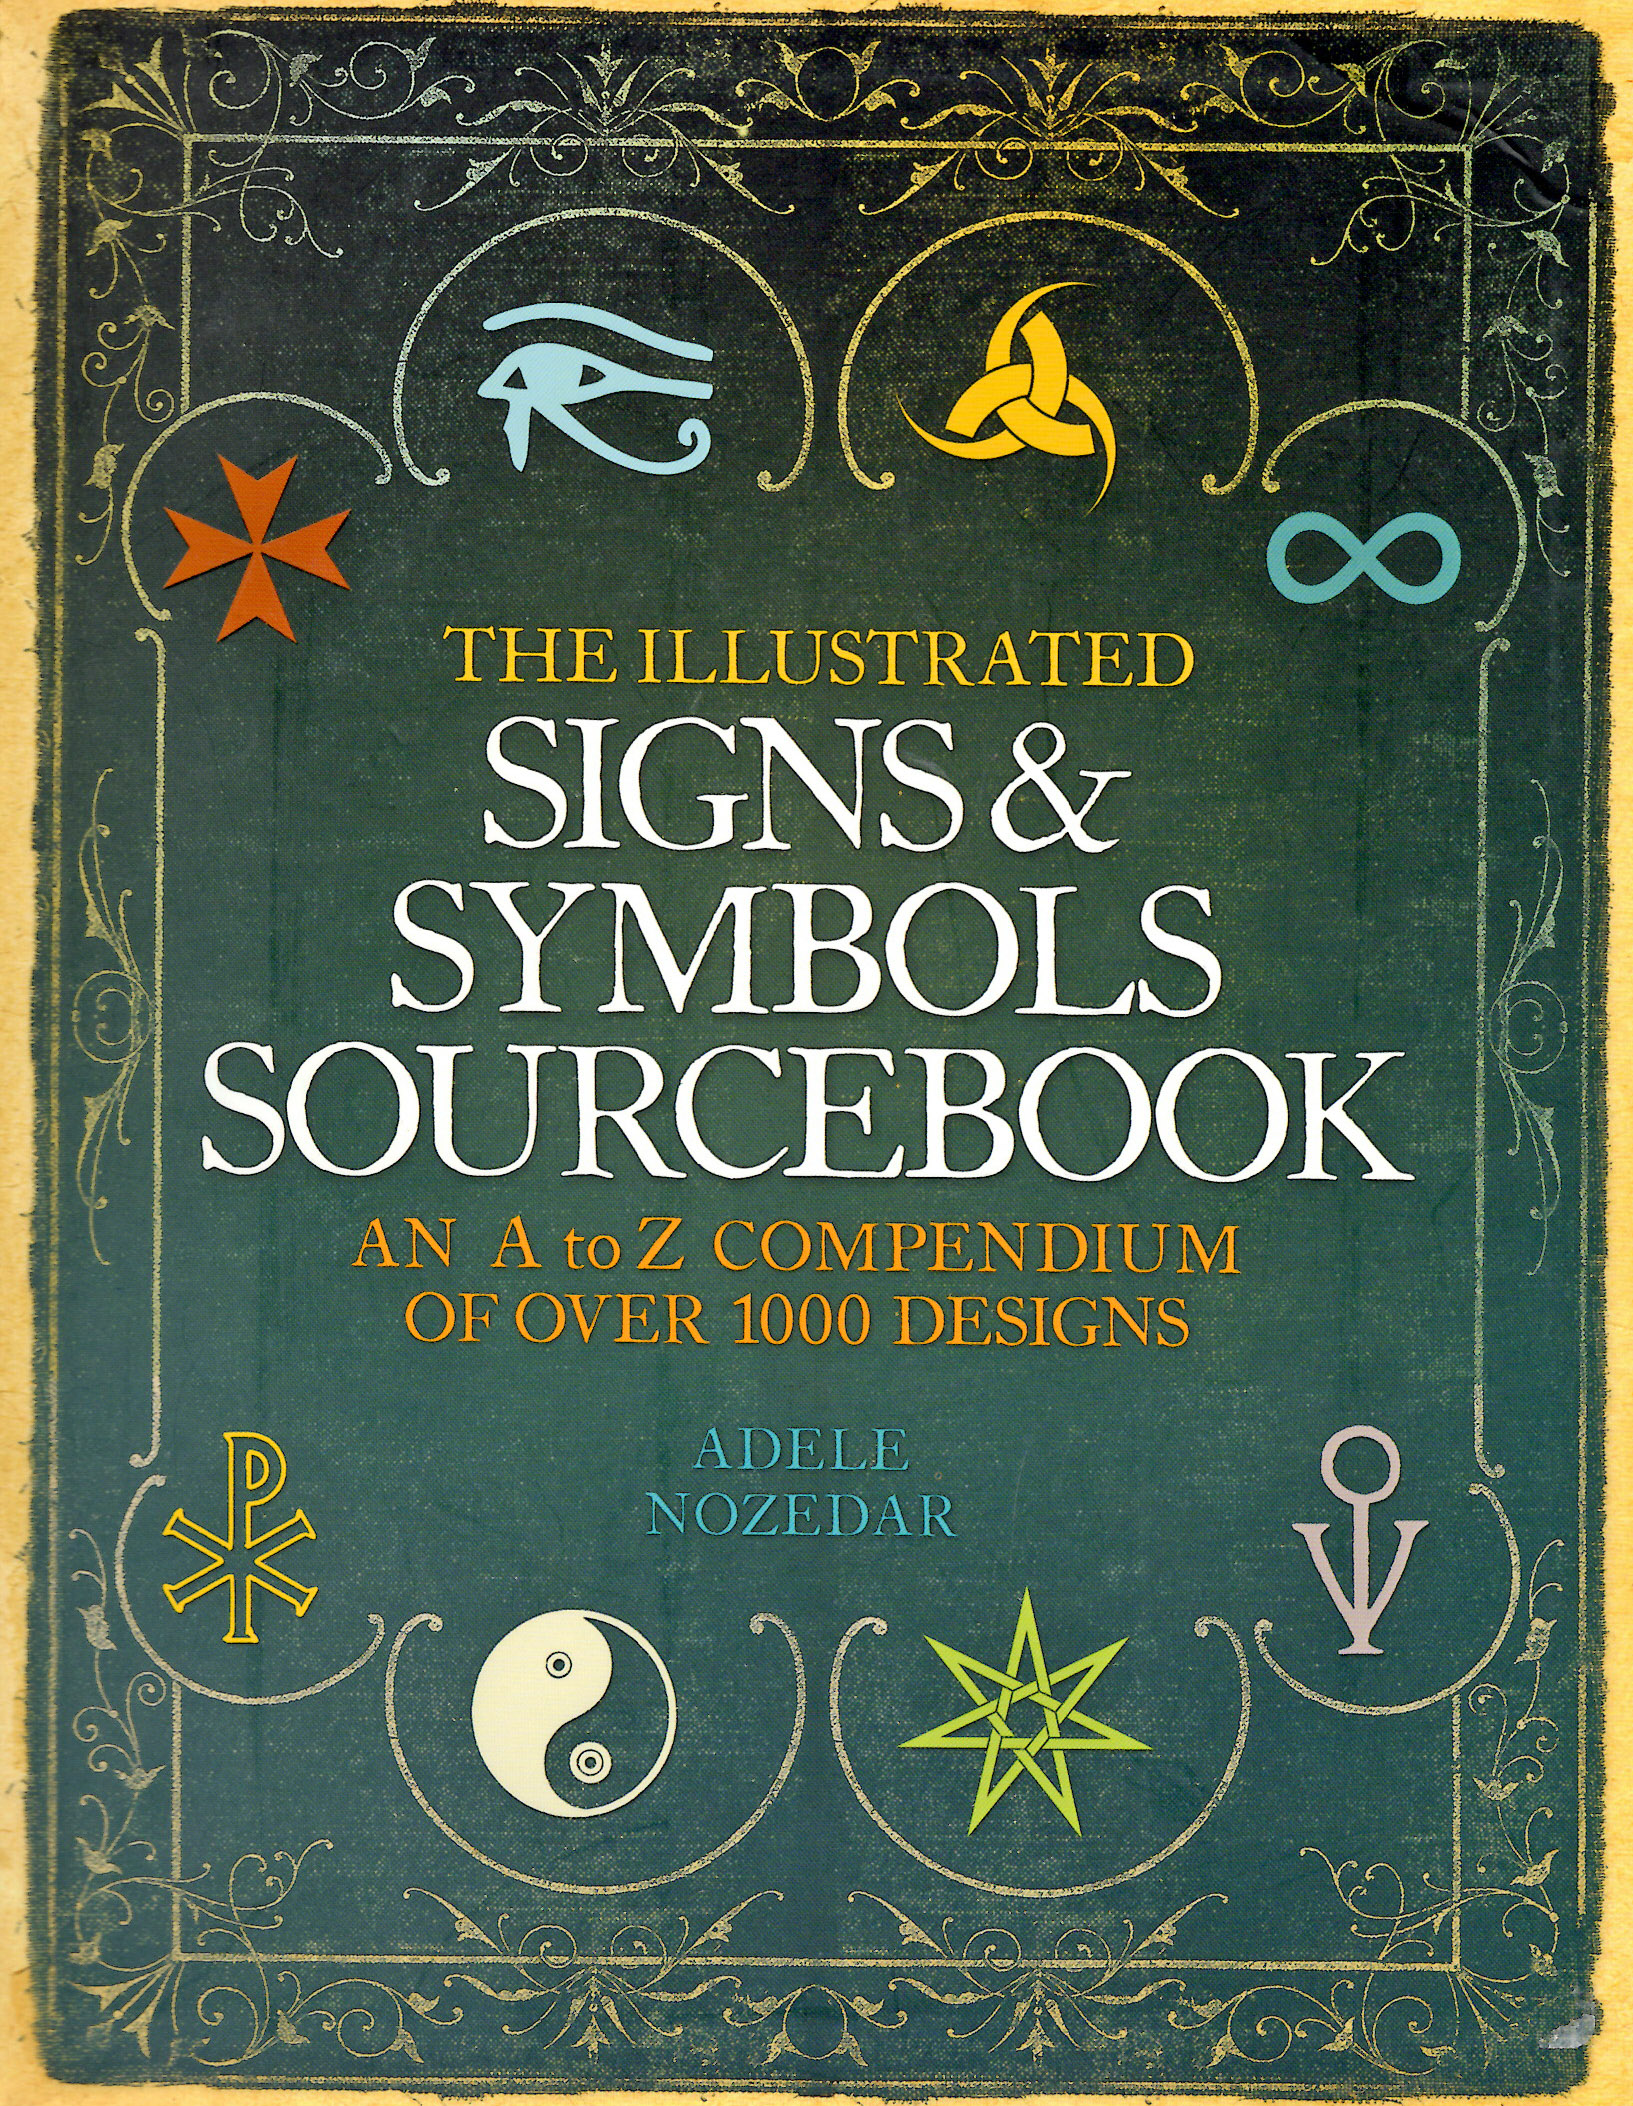 THE ILLUSTRATED
SIGNS &
SYMBOLS
SOURCEBOOK
AN A to Z COMPENDIUM
OF OVER 1000 DESIGNS
ADELE
NOZEDAR